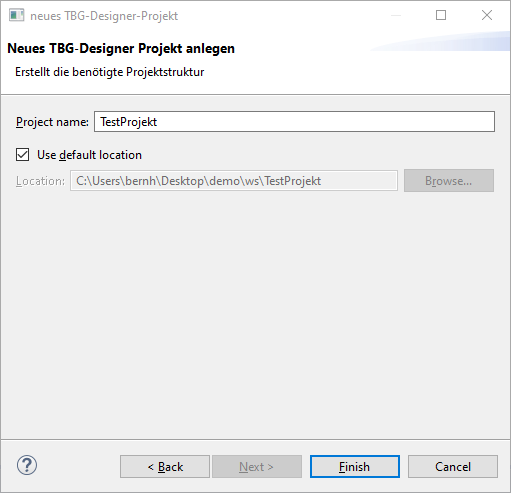 neues TBG-Designer-Projekt
Neues TBG-Designer Projekt anlegen
Erstellt die benötigte Projektstruktur
Project name: TestProjekt
Use default location
Location: C:\Users\bernh\Desktop\demo\ws\TestProjekt Browse...
? < Back Next > Finish Cancel